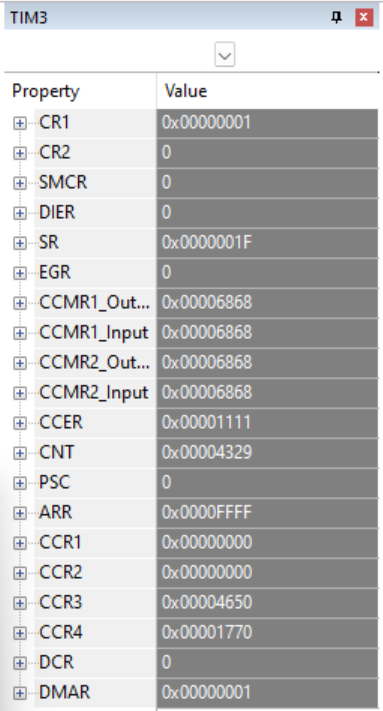 TIM3
Property Value
CR1 0x00000001
CR2 0
SMCR 0
DIER 0
SR 0x0000001F
EGR 0
CCMR1_Out... 0x00006868
CCMR1_Input 0x00006868
CCMR2_Out... 0x00006868
CCMR2_Input 0x00006868
CCER 0x00001111
CNT 0x00004329
PSC 0
ARR 0x0000FFFF
CCR1 0x00000000
CCR2 0x00000000
CCR3 0x00004650
CCR4 0x00001770
DCR 0
DMAR 0x00000001